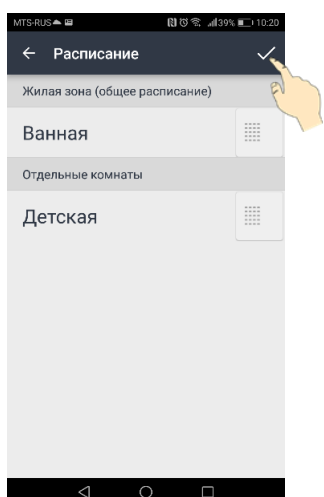 MTS-RUS 39% 10:20
Расписание
Жилая зона (общее расписание)
Ванная
Отдельные комнаты
Детская